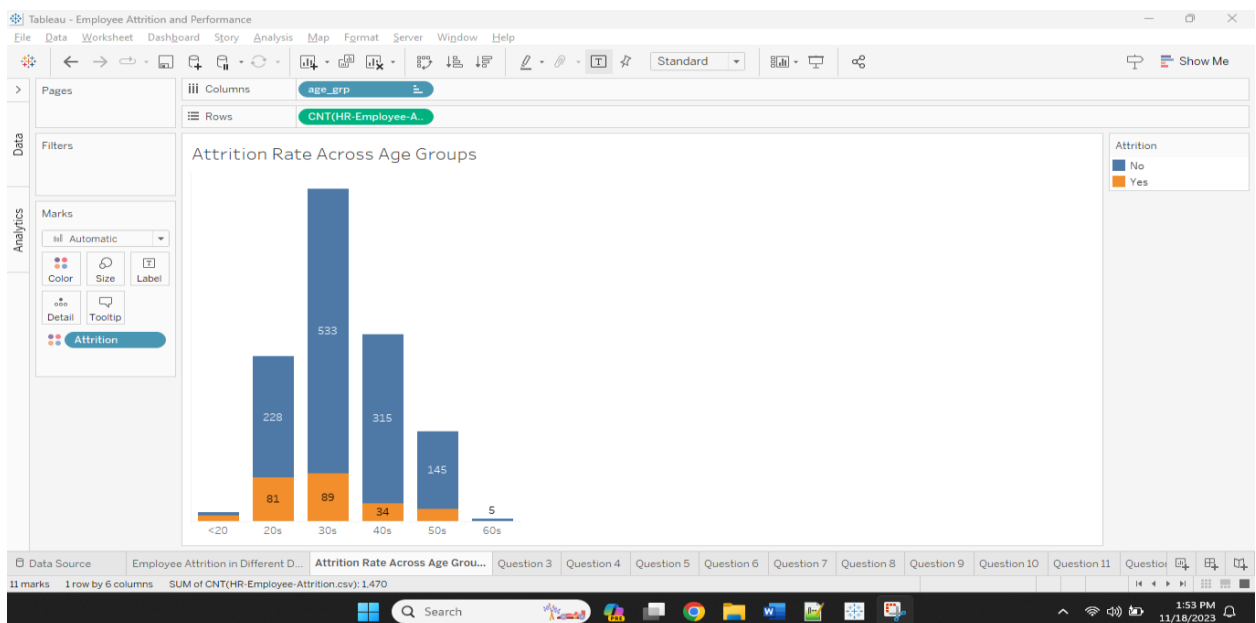 Tableau - Employee Attrition and Performance
File Data Worksheet Dashboard Story Analysis Map Format Server Window Help
Standard
Show Me
Pages
Columns
age_grp
Rows
CNT(HR-Employee-A..
Data
Analytics
Filters
Marks
Automatic
Color Size Label
Detail Tooltip
Attrition
Attrition Rate Across Age Groups
533
228
315
145
81
89
34
5
<20 20s 30s 40s 50s 60s
Attrition
No
Yes
Data Source Employee Attrition in Different D... Attrition Rate Across Age Grou... Question 3 Question 4 Question 5 Question 6 Question 7 Question 8 Question 9 Question 10 Question 11 Question
11 marks 1 row by 6 columns SUM of CNT(HR-Employee-Attrition.csv): 1,470
Search
1:53 PM
11/18/2023